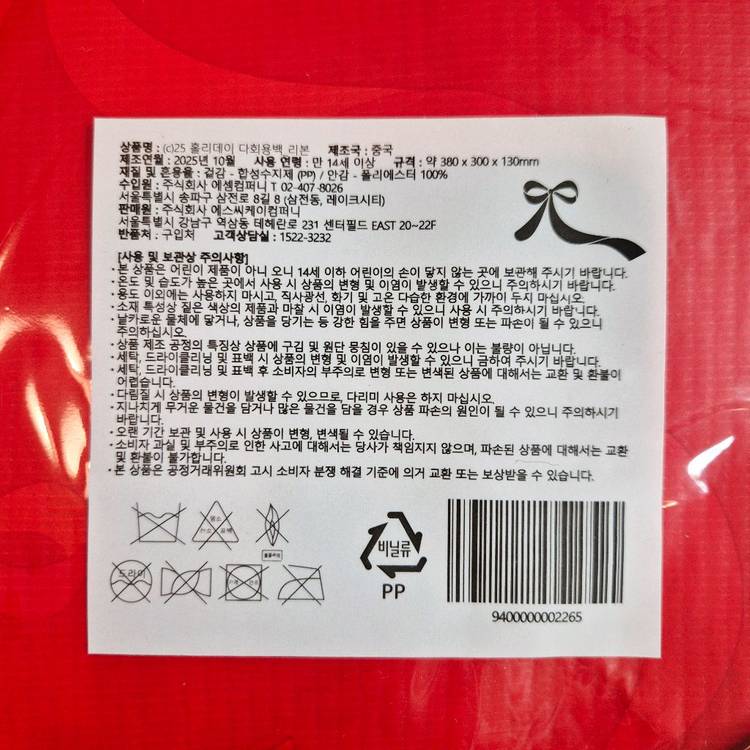 상품명 : (c)25 홀리데이 다회용백 리본 제조국 : 중국
제조연월 : 2025년 10월 사용 연령 : 만 14세 이상 규격 : 약 380 x 300 x 130mm
재질 및 혼용율 : 겉감 - 합성수지제 (PP) / 안감 - 폴리에스터 100%
수입원 : 주식회사 에셈컴퍼니 T 02-407-8026
서울특별시 송파구 삼전로 8길 8 (삼전동, 레이크시티)
판매원 : 주식회사 에스씨케이컴퍼니
서울특별시 강남구 역삼동 테헤란로 231 센터필드 EAST 20~22F
반품처 : 구입처 고객상담실 : 1522-3232
[사용 및 보관상 주의사항]
• 본 상품은 어린이 제품이 아니 오니 14세 이하 어린이의 손이 닿지 않는 곳에 보관해 주시기 바랍니다.
• 온도 및 습도가 높은 곳에서 사용 시 상품의 변형 및 이염이 발생할 수 있으니 주의하시기 바랍니다.
• 용도 이외에는 사용하지 마시고, 직사광선, 화기 및 고온 다습한 환경에 가까이 두지 마십시오.
• 소재 특성상 짙은 색상의 제품과 마찰 시 이염이 발생할 수 있으니 사용 시 주의하시기 바랍니다.
• 날카로운 물체에 닿거나, 상품을 당기는 등 강한 힘을 주면 상품이 변형 또는 파손이 될 수 있으니
주의하십시오.
• 상품 제조 공정의 특징상 상품에 구김 및 원단 뭉침이 있을 수 있으나 이는 불량이 아닙니다.
• 세탁, 드라이클리닝 및 표백 시 상품의 변형 및 이염이 발생할 수 있으니 금하여 주시기 바랍니다.
• 세탁, 드라이클리닝 및 표백 후 소비자의 부주의로 변형 또는 변색된 상품에 대해서는 교환 및 환불이
어렵습니다.
• 다림질 시 상품의 변형이 발생할 수 있으므로, 다리미 사용은 하지 마십시오.
• 지나치게 무거운 물건을 담거나 많은 물건을 담을 경우 상품 파손의 원인이 될 수 있으니 주의하시기
바랍니다.
• 오랜 기간 보관 및 사용 시 상품이 변형, 변색될 수 있습니다.
• 소비자 과실 및 부주의로 인한 사고에 대해서는 당사가 책임지지 않으며, 파손된 상품에 대해서는 교환
및 환불이 불가합니다.
• 본 상품은 공정거래위원회 고시 소비자 분쟁 해결 기준에 의거 교환 또는 보상받을 수 있습니다.
염소
표백
드라이
비닐류
PP
9400000002265